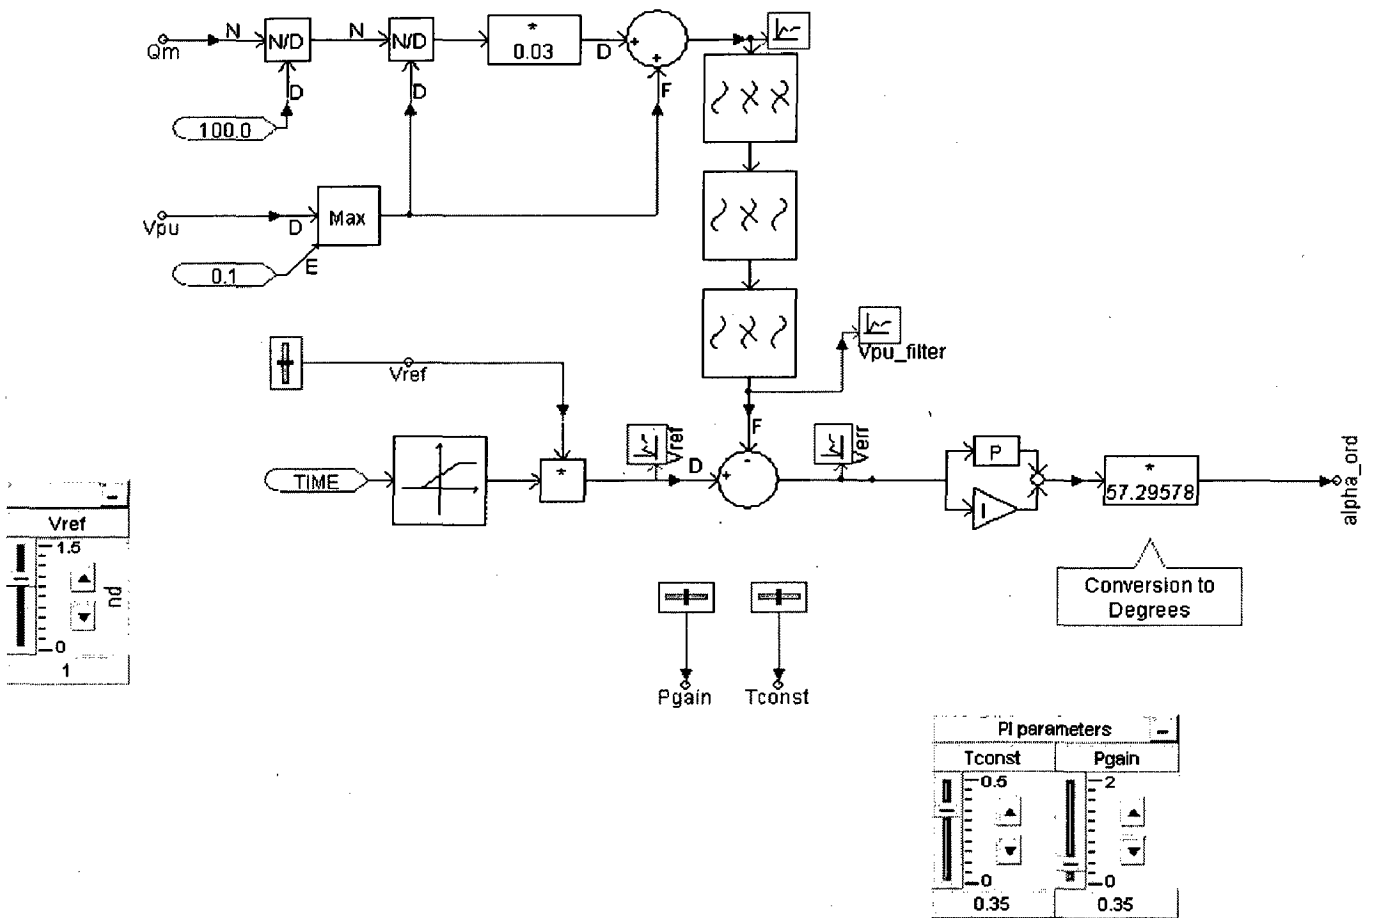 Qm
N
N/D
D
100.0
N
N/D
D
*
0.03
D
+
+
F
Vpu
D
Max
0.1
E
Vref
Vpu_filter
TIME
*
Vref
D
+
-
F
Verr
P
I
*
57.29578
alpha_ord
Conversion to
Degrees
Vref
1.5
0
pu
1
Pgain
Tconst
PI parameters
Tconst
Pgain
0.5
2
0
0
0.35
0.35